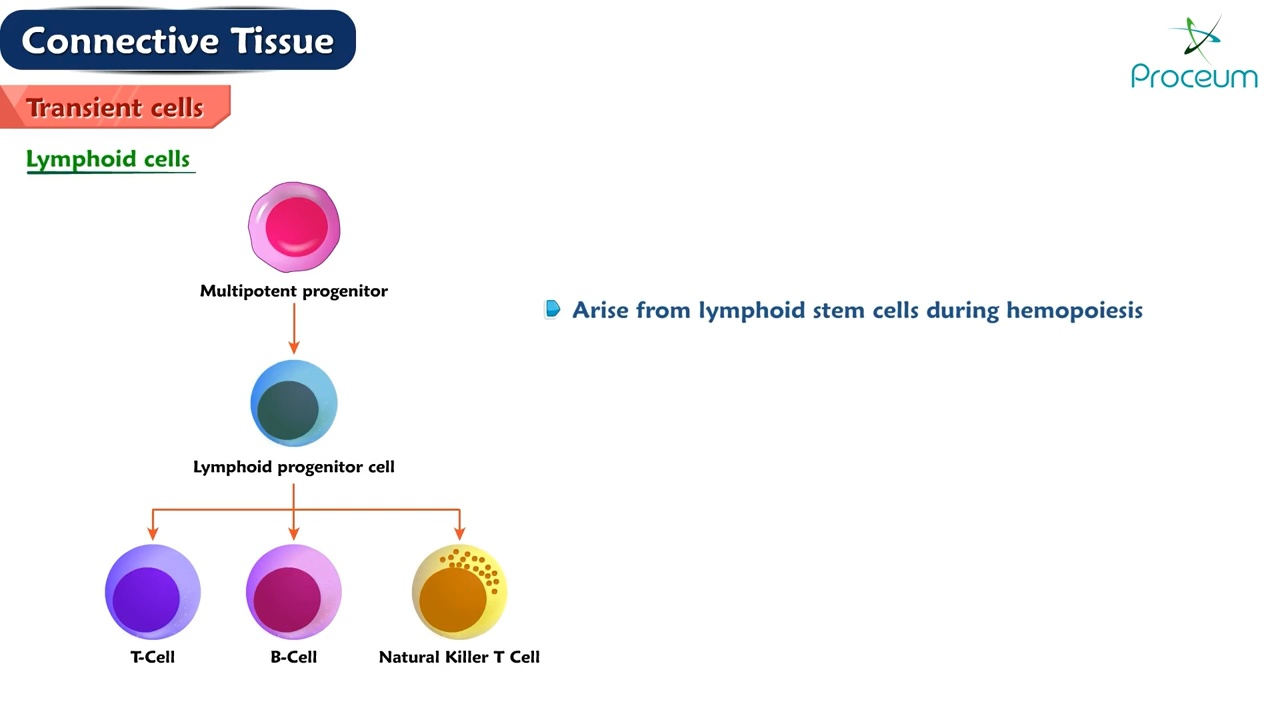 Connective Tissue
Proceum
Transient cells
Lymphoid cells
Multipotent progenitor
Arise from lymphoid stem cells during hemopoiesis
Lymphoid progenitor cell
T-Cell
B-Cell
Natural Killer T Cell